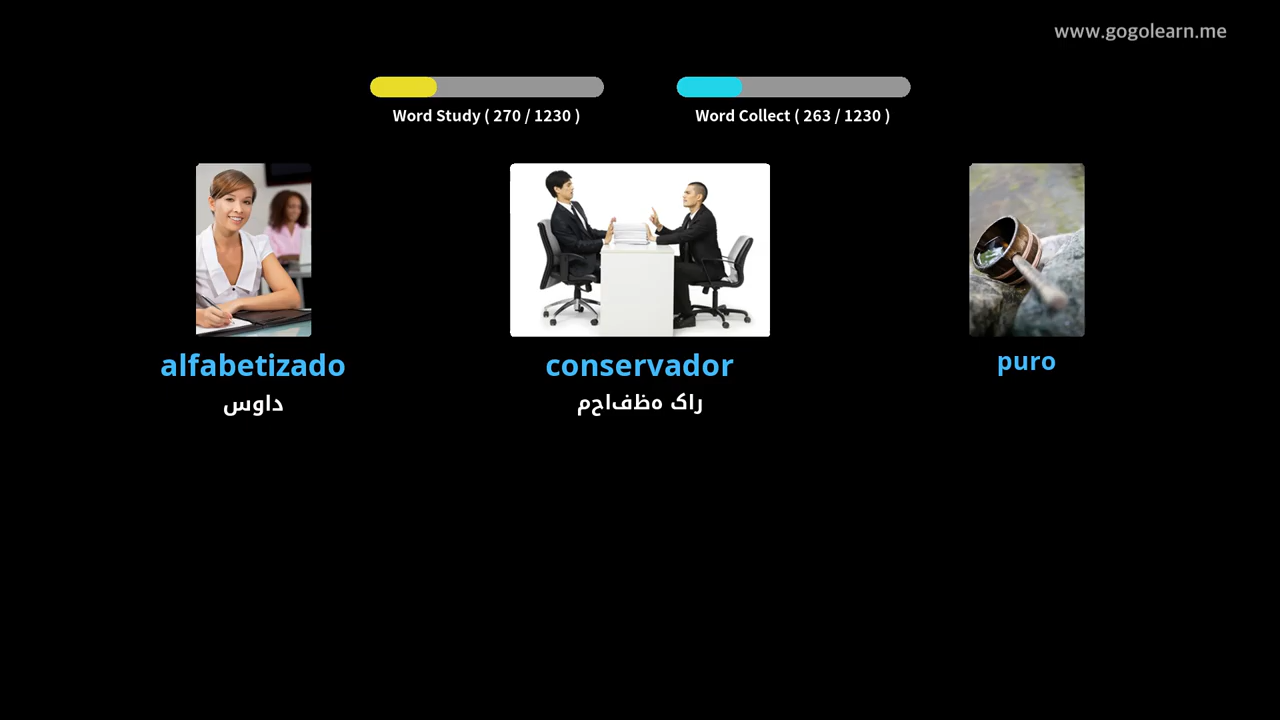 www.gogolearn.me
Word Study ( 270 / 1230 )
Word Collect ( 263 / 1230 )
alfabetizado
داوس
conservador
راک هظفاحم
puro